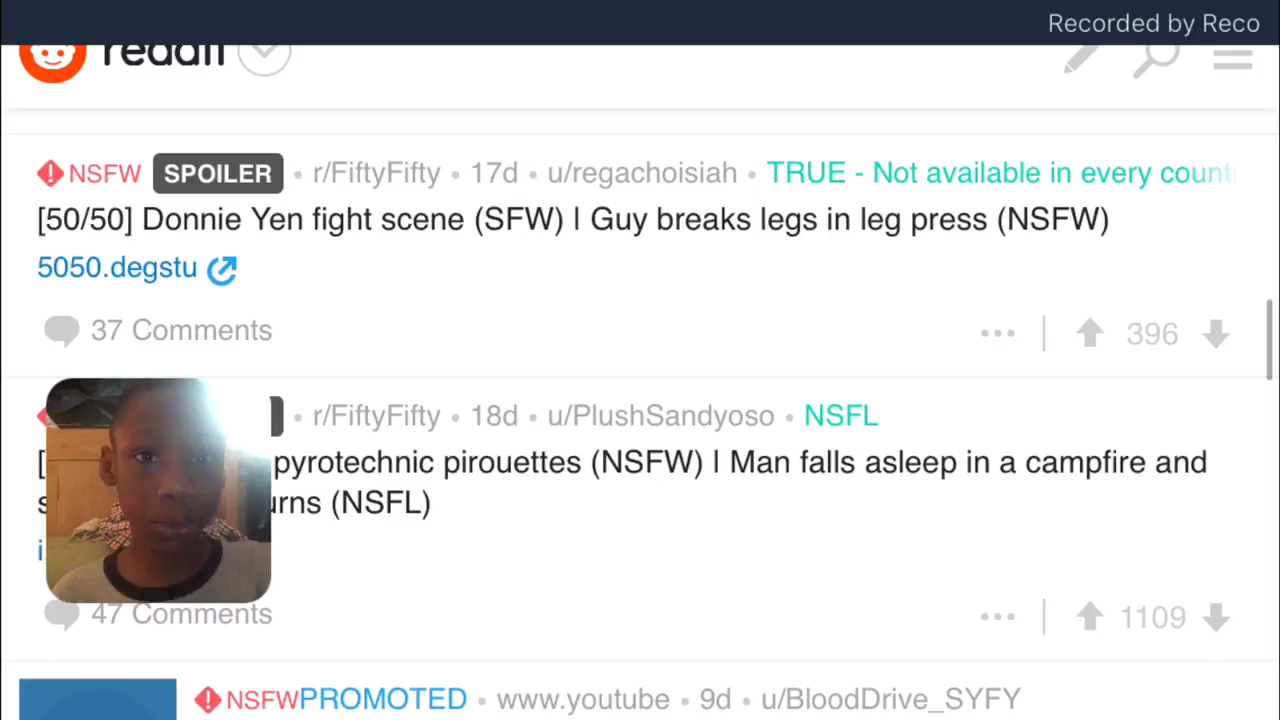 Recorded by Reco
reddit
NSFW SPOILER • r/FiftyFifty • 17d • u/regachoisiah • TRUE - Not available in every count
[50/50] Donnie Yen fight scene (SFW) | Guy breaks legs in leg press (NSFW)
5050.degstu
37 Comments
396
• r/FiftyFifty • 18d • u/PlushSandyoso • NSFL
[ pyrotechnic pirouettes (NSFW) | Man falls asleep in a campfire and
s urns (NSFL)
i
47 Comments
1109
NSFWPROMOTED • www.youtube • 9d • u/BloodDrive_SYFY